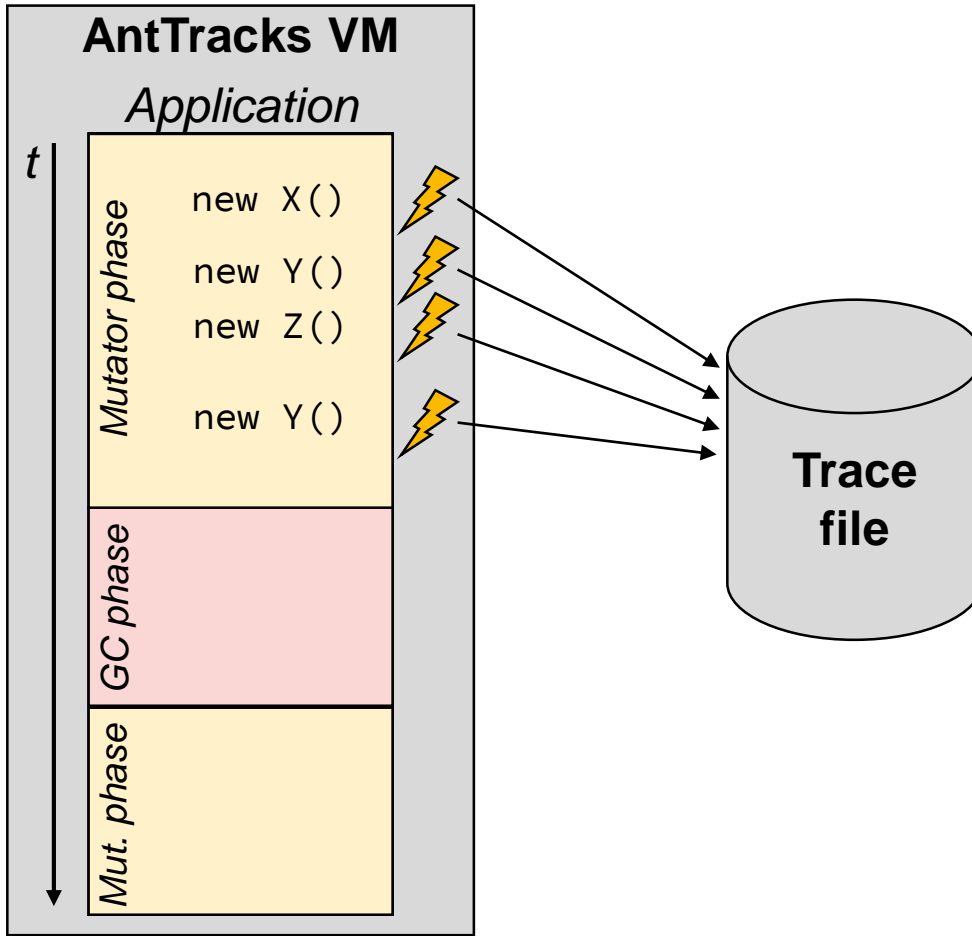 AntTracks VM
Application
t
Mutator phase
new X()
new Y()
new Z()
new Y()
GC phase
Mut. phase
Trace
file